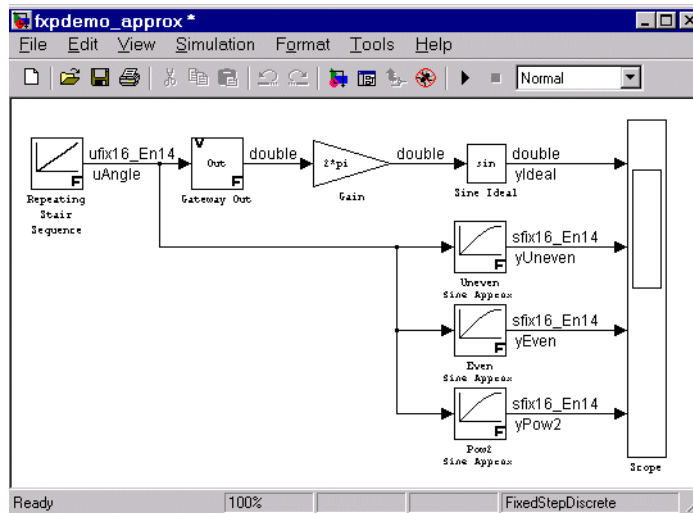 fxpdemo_approx *
File Edit View Simulation Format Tools Help
Normal
ufix16_En14
uAngle
F
Repeating
Stair
Sequence
V
Out
F
Gateway Out
double
2*pi
Gain
double
sin
Sine Ideal
double
yIdeal
F
Uneven
Sine Approx
sfix16_En14
yUneven
F
Even
Sine Approx
sfix16_En14
yEven
F
Pow2
Sine Approx
sfix16_En14
yPow2
Scope
Ready 100% FixedStepDiscrete